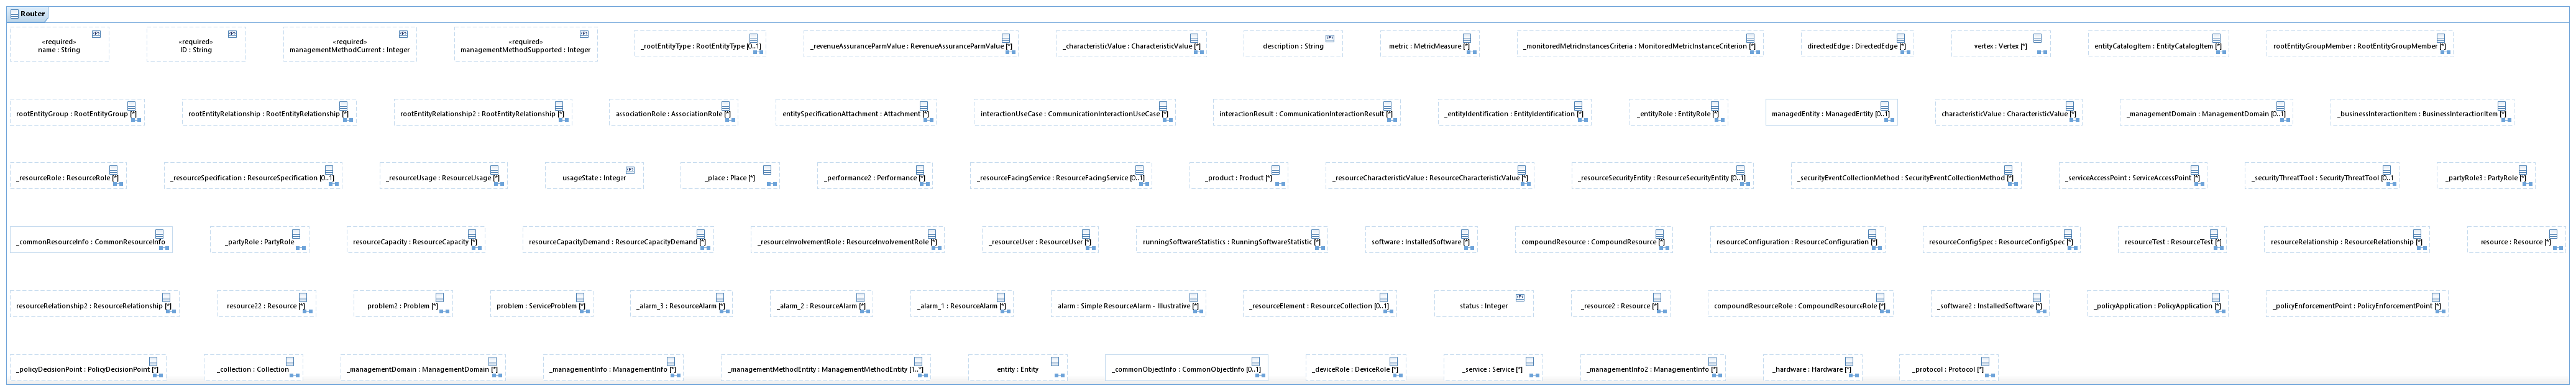 Router
«required»
name : String
«required»
ID : String
«required»
managementMethodCurrent : Integer
«required»
managementMethodSupported : Integer
_rootEntityType : RootEntityType [0..1]
_revenueAssuranceParmValue : RevenueAssuranceParmValue [*]
_characteristicValue : CharacteristicValue [*]
description : String
metric : MetricMeasure [*]
_monitoredMetricInstancesCriteria : MonitoredMetricInstanceCriterion [*]
directedEdge : DirectedEdge [*]
vertex : Vertex [*]
entityCatalogItem : EntityCatalogItem [*]
rootEntityGroupMember : RootEntityGroupMember [*]
rootEntityGroup : RootEntityGroup [*]
rootEntityRelationship : RootEntityRelationship [*]
rootEntityRelationship2 : RootEntityRelationship [*]
associationRole : AssociationRole [*]
entitySpecificationAttachment : Attachment [*]
interactionUseCase : CommunicationInteractionUseCase [*]
interactionResult : CommunicationInteractionResult [*]
_entityIdentification : EntityIdentification [*]
_entityRole : EntityRole [*]
managedEntity : ManagedEntity [0..1]
characteristicValue : CharacteristicValue [*]
_managementDomain : ManagementDomain [0..1]
_businessInteractionItem : BusinessInteractionItem [*]
_resourceRole : ResourceRole [*]
_resourceSpecification : ResourceSpecification [0..1]
_resourceUsage : ResourceUsage [*]
usageState : Integer
_place : Place [*]
_performance2 : Performance [*]
_resourceFacingService : ResourceFacingService [0..1]
_product : Product [*]
_resourceCharacteristicValue : ResourceCharacteristicValue [*]
_resourceSecurityEntity : ResourceSecurityEntity [0..1]
_securityEventCollectionMethod : SecurityEventCollectionMethod [*]
_serviceAccessPoint : ServiceAccessPoint [*]
_securityThreatTool : SecurityThreatTool [0..1
_partyRole3 : PartyRole [*]
_commonResourceInfo : CommonResourceInfo
_partyRole : PartyRole
resourceCapacity : ResourceCapacity [*]
resourceCapacityDemand : ResourceCapacityDemand [*]
_resourceInvolvementRole : ResourceInvolvementRole [*]
_resourceUser : ResourceUser [*]
runningSoftwareStatistics : RunningSoftwareStatistic [*]
software : InstalledSoftware [*]
compoundResource : CompoundResource [*]
resourceConfiguration : ResourceConfiguration [*]
resourceConfigSpec : ResourceConfigSpec [*]
resourceTest : ResourceTest [*]
resourceRelationship : ResourceRelationship [*]
resource : Resource [*]
resourceRelationship2 : ResourceRelationship [*]
resource22 : Resource [*]
problem2 : Problem [*]
problem : ServiceProblem [*]
_alarm_3 : ResourceAlarm [*]
_alarm_2 : ResourceAlarm [*]
_alarm_1 : ResourceAlarm [*]
alarm : Simple ResourceAlarm - Illustrative [*]
_resourceElement : ResourceCollection [0..1]
status : Integer
_resource2 : Resource [*]
compoundResourceRole : CompoundResourceRole [*]
_software2 : InstalledSoftware [*]
_policyApplication : PolicyApplication [*]
_policyEnforcementPoint : PolicyEnforcementPoint [*]
_policyDecisionPoint : PolicyDecisionPoint [*]
_collection : Collection
_managementDomain : ManagementDomain [*]
_managementInfo : ManagementInfo [*]
_managementMethodEntity : ManagementMethodEntity [1..*]
entity : Entity
_commonObjectInfo : CommonObjectInfo [0..1]
_deviceRole : DeviceRole [*]
_service : Service [*]
_managementInfo2 : ManagementInfo [*]
_hardware : Hardware [*]
_protocol : Protocol [*]